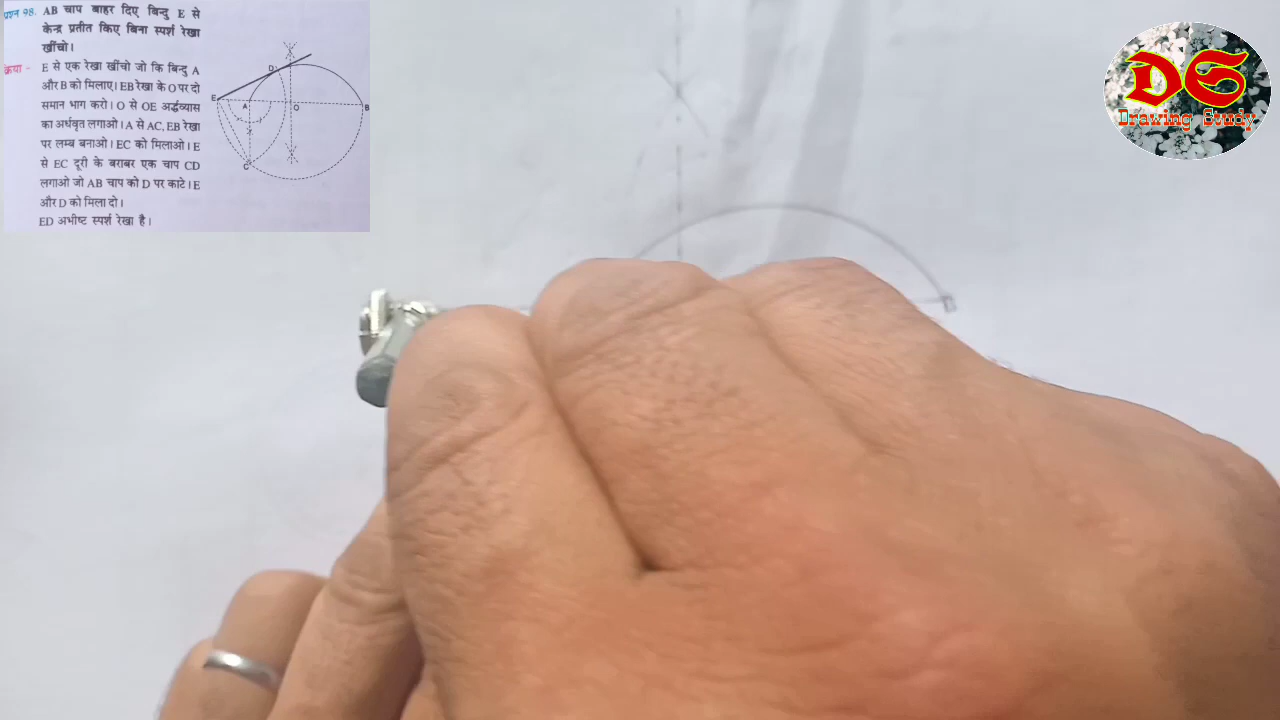 प्रश्न 98. AB चाप बाहर दिए बिन्दु E से
केन्द्र प्रतीत किए बिना स्पर्श रेखा
खींचो।
क्रिया - E से एक रेखा खींचो जो कि बिन्दु A
और B को मिलाए। EB रेखा के O पर दो
समान भाग करो। O से OE अर्द्धव्यास
का अर्धवृत लगाओ। A से AC, EB रेखा
पर लम्ब बनाओ। EC को मिलाओ। E
से EC दूरी के बराबर एक चाप CD
लगाओ जो AB चाप को D पर काटे। E
और D को मिला दो।
ED अभीष्ट स्पर्श रेखा है।
D
E
A
O
B
C
DS
Drawing Study